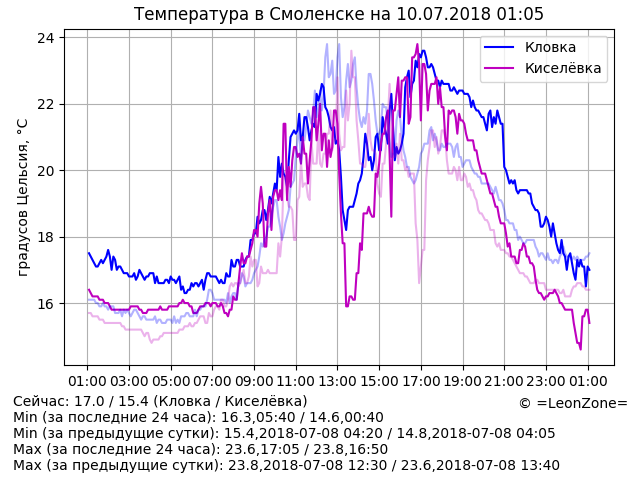 Температура в Смоленске на 10.07.2018 01:05
градусов Цельсия, °C
24
22
20
18
16
Кловка
Киселёвка
01:00 03:00 05:00 07:00 09:00 11:00 13:00 15:00 17:00 19:00 21:00 23:00 01:00
Сейчас: 17.0 / 15.4 (Кловка / Киселёвка)
© =LeonZone=
Min (за последние 24 часа): 16.3,05:40 / 14.6,00:40
Min (за предыдущие сутки): 15.4,2018-07-08 04:20 / 14.8,2018-07-08 04:05
Max (за последние 24 часа): 23.6,17:05 / 23.8,16:50
Max (за предыдущие сутки): 23.8,2018-07-08 12:30 / 23.6,2018-07-08 13:40